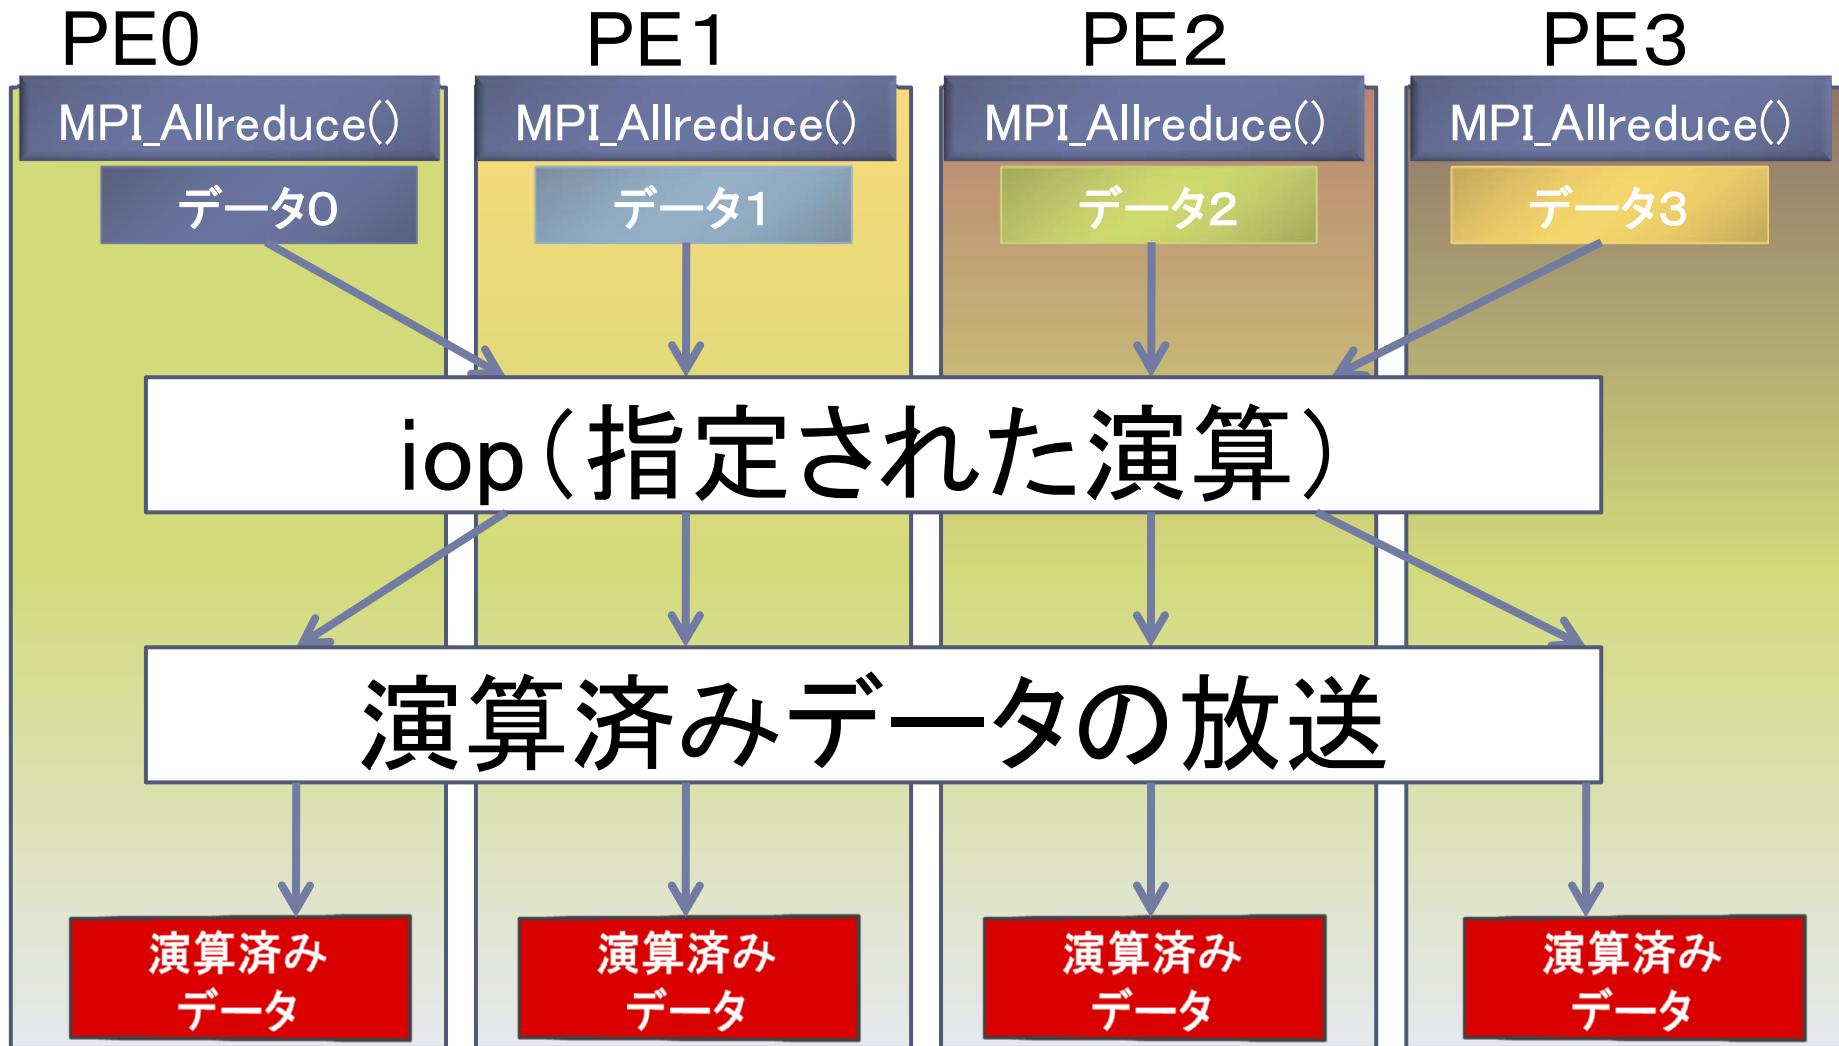 PE0 PE1 PE2 PE3
MPI_Allreduce() MPI_Allreduce() MPI_Allreduce() MPI_Allreduce()
データ0 データ1 データ2 データ3
iop（指定された演算）
演算済みデータの放送
演算済み
データ
演算済み
データ
演算済み
データ
演算済み
データ